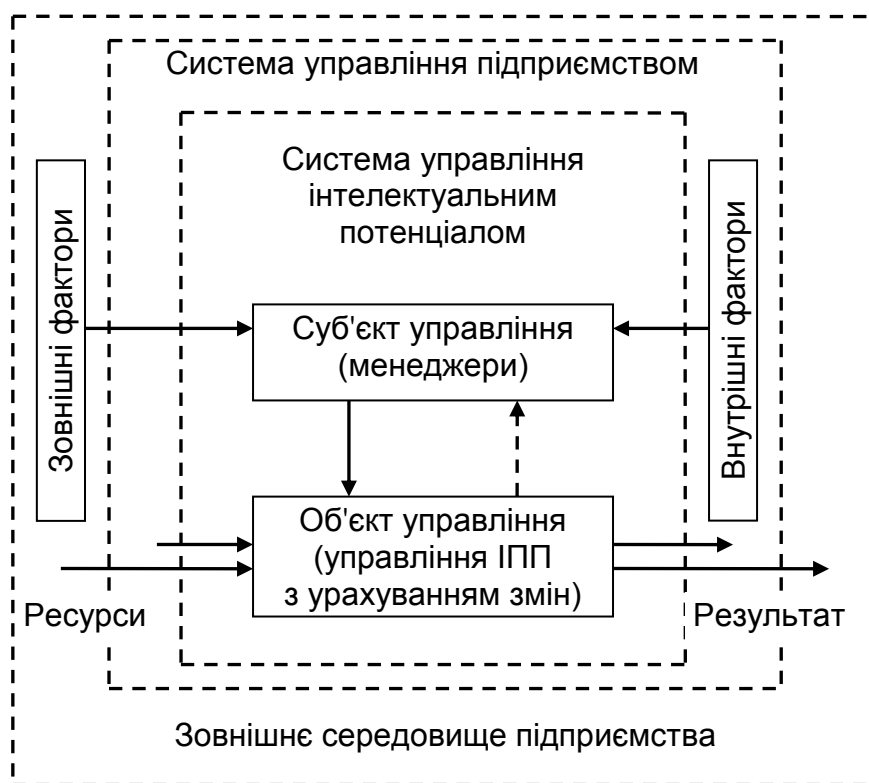 Система управління підприємством
Система управління
інтелектуальним
потенціалом
Зовнішні фактори
Суб'єкт управління
(менеджери)
Внутрішні фактори
Об'єкт управління
(управління ІПП
з урахуванням змін)
Ресурси
Результат
Зовнішнє середовище підприємства